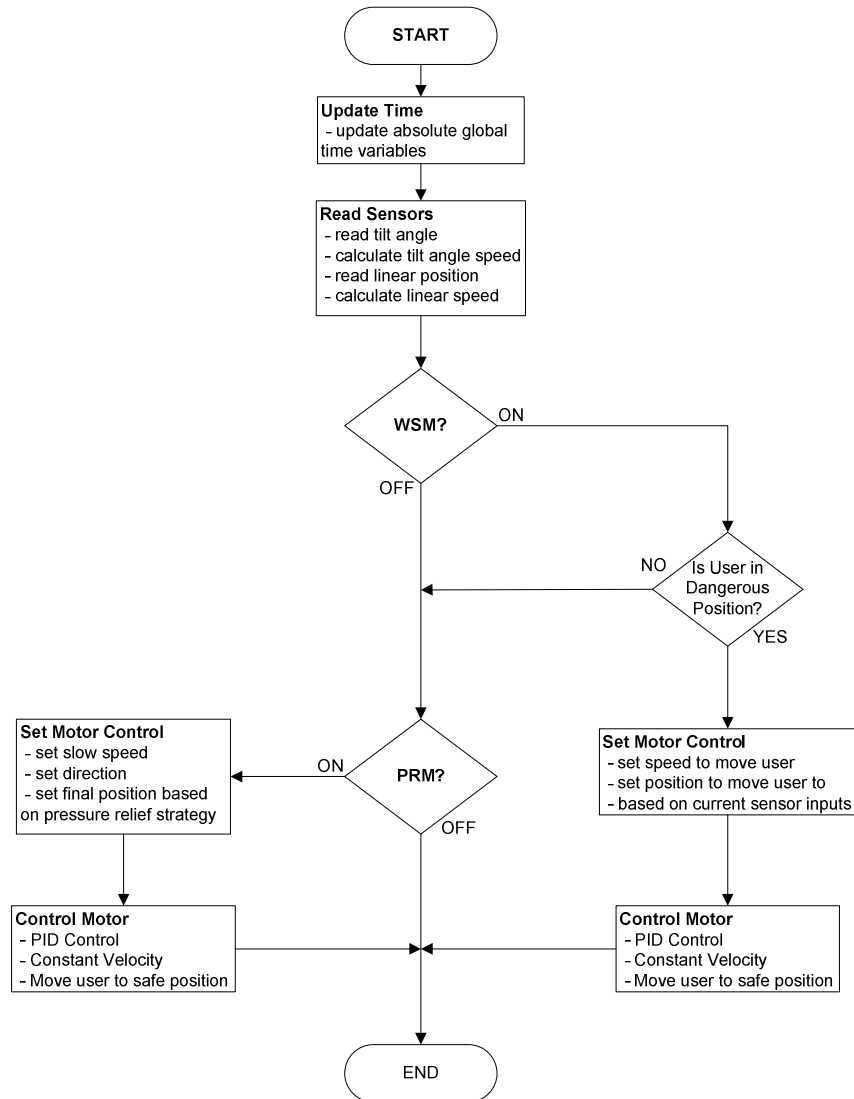 START
Update Time
- update absolute global
time variables
Read Sensors
- read tilt angle
- calculate tilt angle speed
- read linear position
- calculate linear speed
WSM?
ON
OFF
NO
Is User in
Dangerous
Position?
YES
Set Motor Control
- set slow speed
- set direction
- set final position based
on pressure relief strategy
ON
PRM?
OFF
Set Motor Control
- set speed to move user
- set position to move user to
- based on current sensor inputs
Control Motor
- PID Control
- Constant Velocity
- Move user to safe position
Control Motor
- PID Control
- Constant Velocity
- Move user to safe position
END